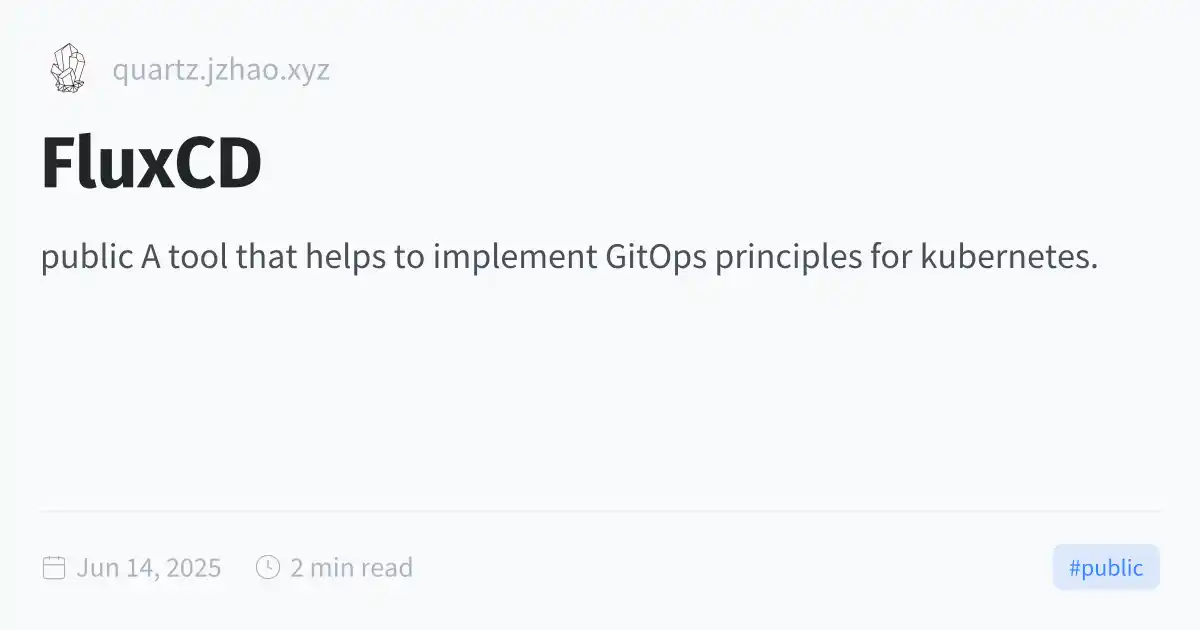 quartz.jzhao.xyz
FluxCD
public A tool that helps to implement GitOps principles for kubernetes.
Jun 14, 2025 2 min read
#public